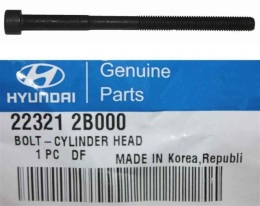 HYUNDAI
Genuine
Parts
22321 2B000
BOLT-CYLINDER HEAD
1 PC DF MADE IN Korea, Republi